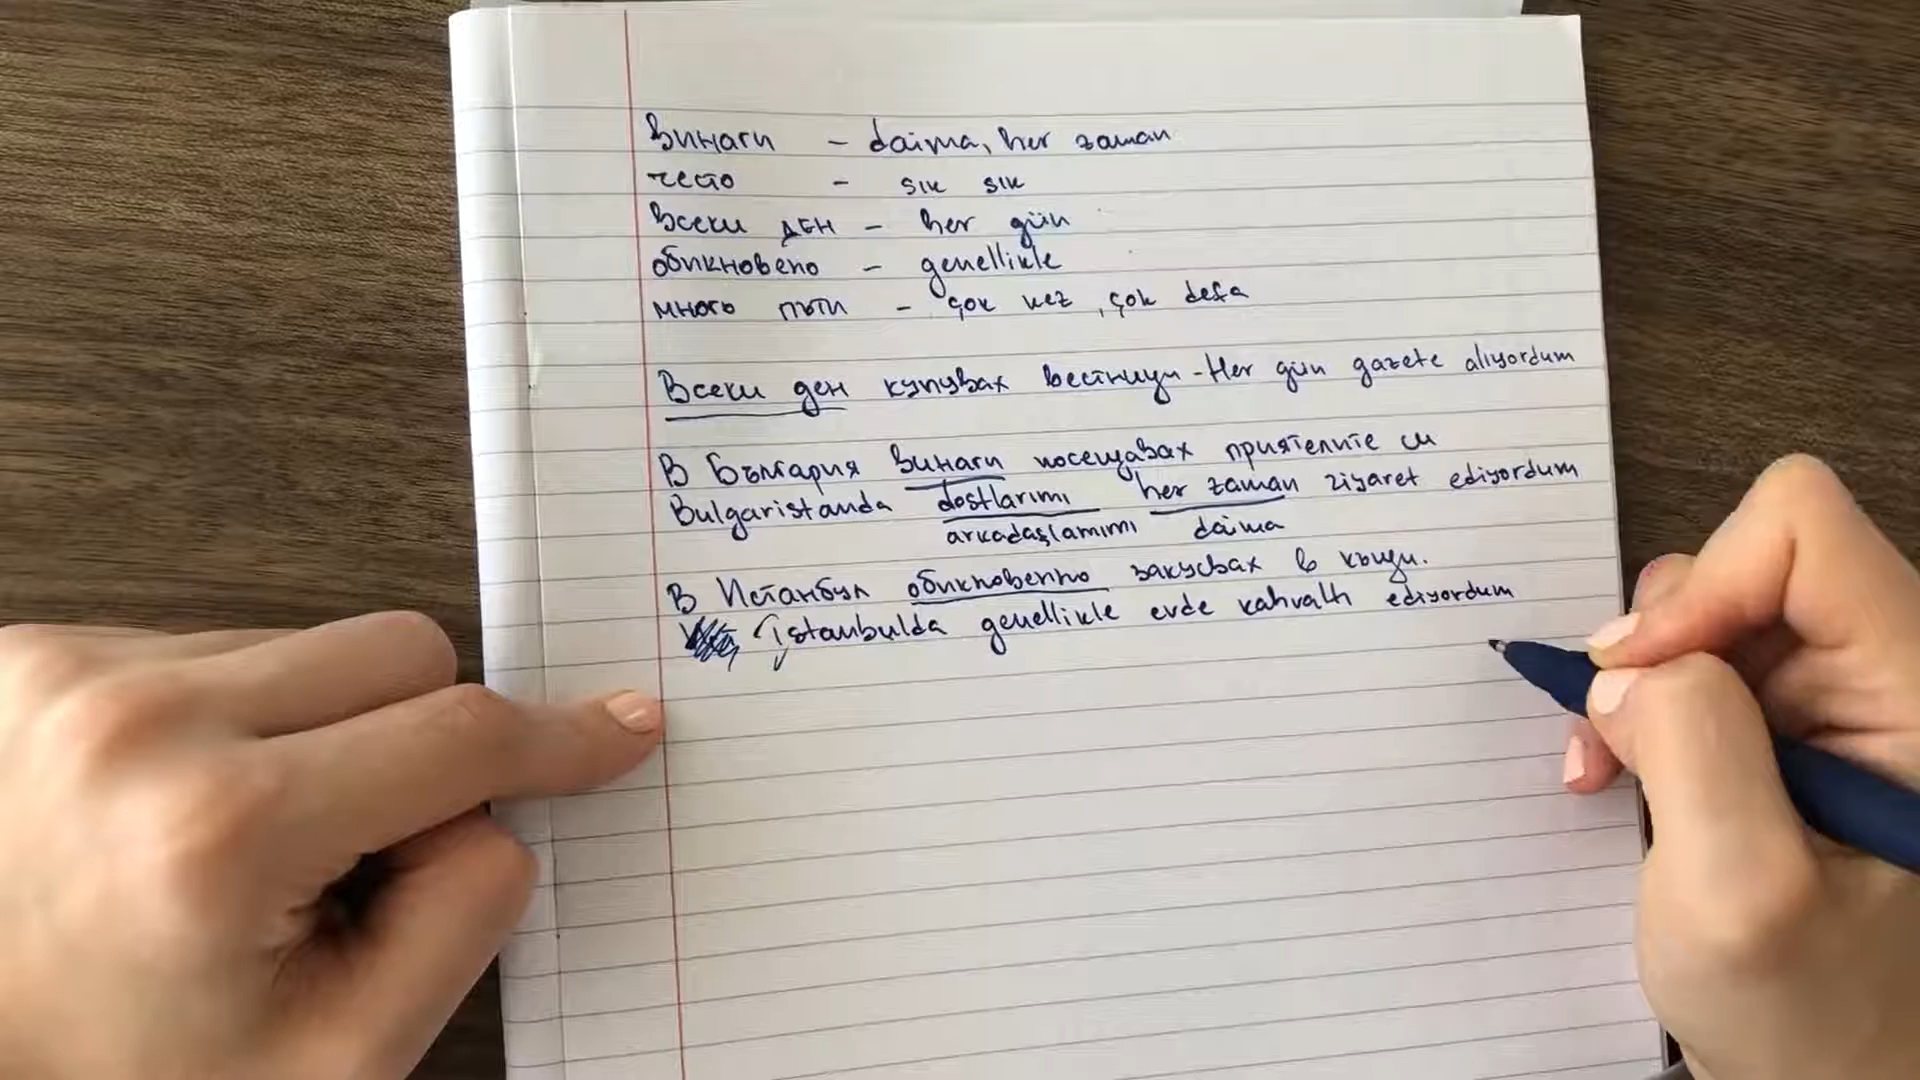 Винаги - daima, her zaman
често - sık sık
Всеки ден - her gün
обикновено - genellikle
много пъти - çok kez, çok defa
Всеки ден купувах вестници - Her gün gazete alıyordum
В България винаги посещавах приятелите си
Bulgaristanda dostlarımı her zaman ziyaret ediyordum
arkadaşlarımı daima
В Истанбул обикновенно закусвах в къщи.
İstanbulda genellikle evde kahvaltı ediyordum